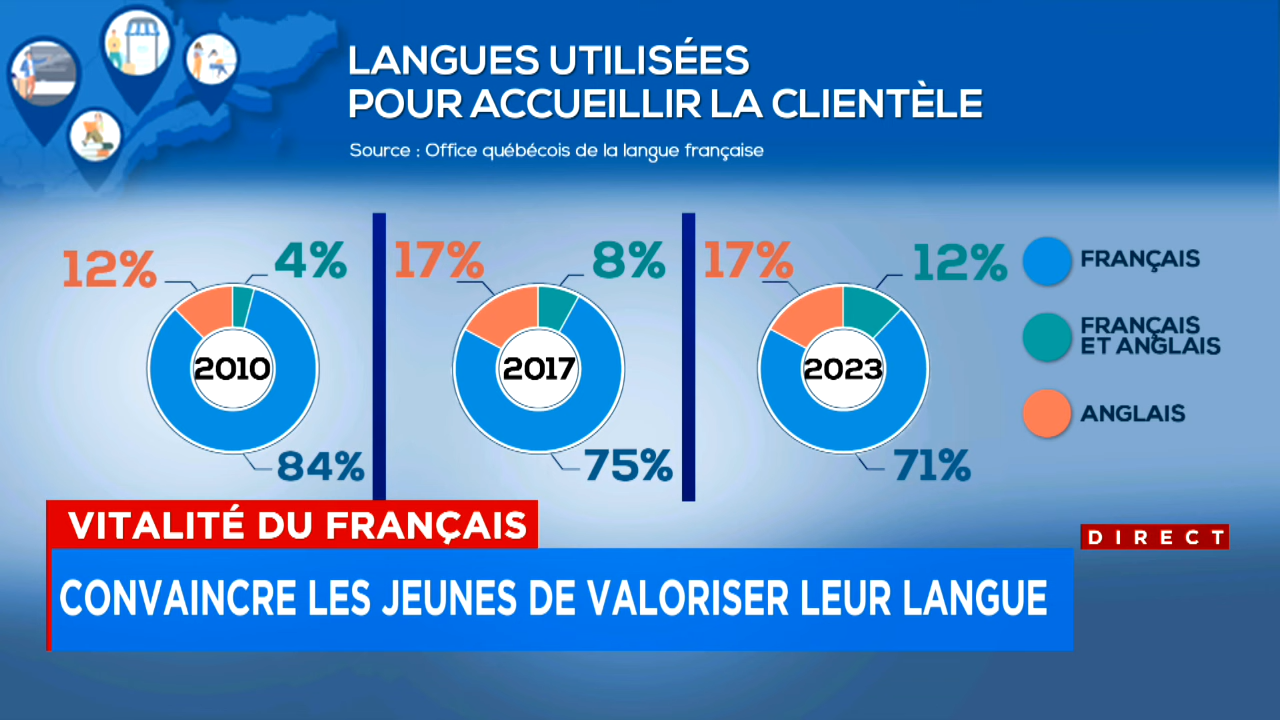 LANGUES UTILISÉES
POUR ACCUEILLIR LA CLIENTÈLE
Source : Office québécois de la langue française
12%
4%
2010
84%
17%
8%
2017
75%
17%
12%
2023
71%
FRANÇAIS
FRANÇAIS
ET ANGLAIS
ANGLAIS
VITALITÉ DU FRANÇAIS
DIRECT
CONVAINCRE LES JEUNES DE VALORISER LEUR LANGUE